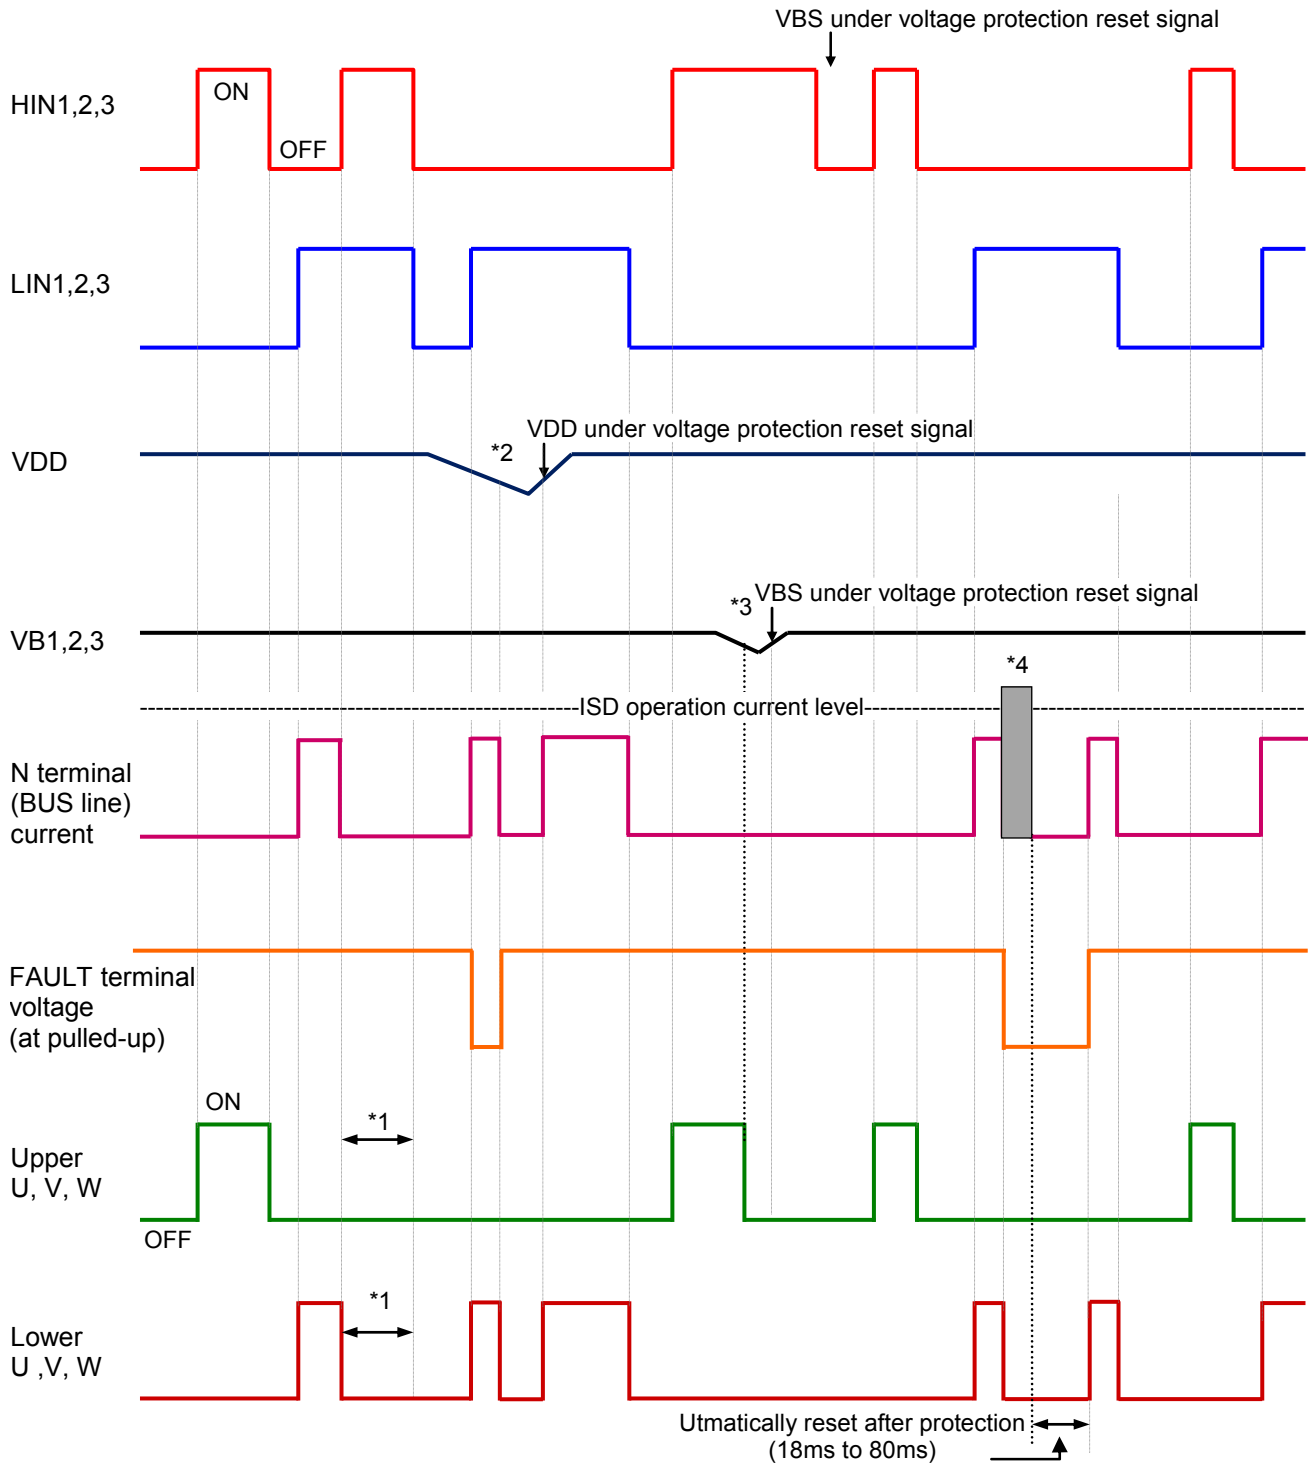 VBS under voltage protection reset signal
HIN1,2,3
ON
OFF
LIN1,2,3
VDD under voltage protection reset signal
*2
VDD
VBS under voltage protection reset signal
*3
VB1,2,3
*4
ISD operation current level
N terminal
(BUS line)
current
FAULT terminal
voltage
(at pulled-up)
ON
*1
Upper
U, V, W
OFF
*1
Lower
U ,V, W
Utmatically reset after protection
(18ms to 80ms)